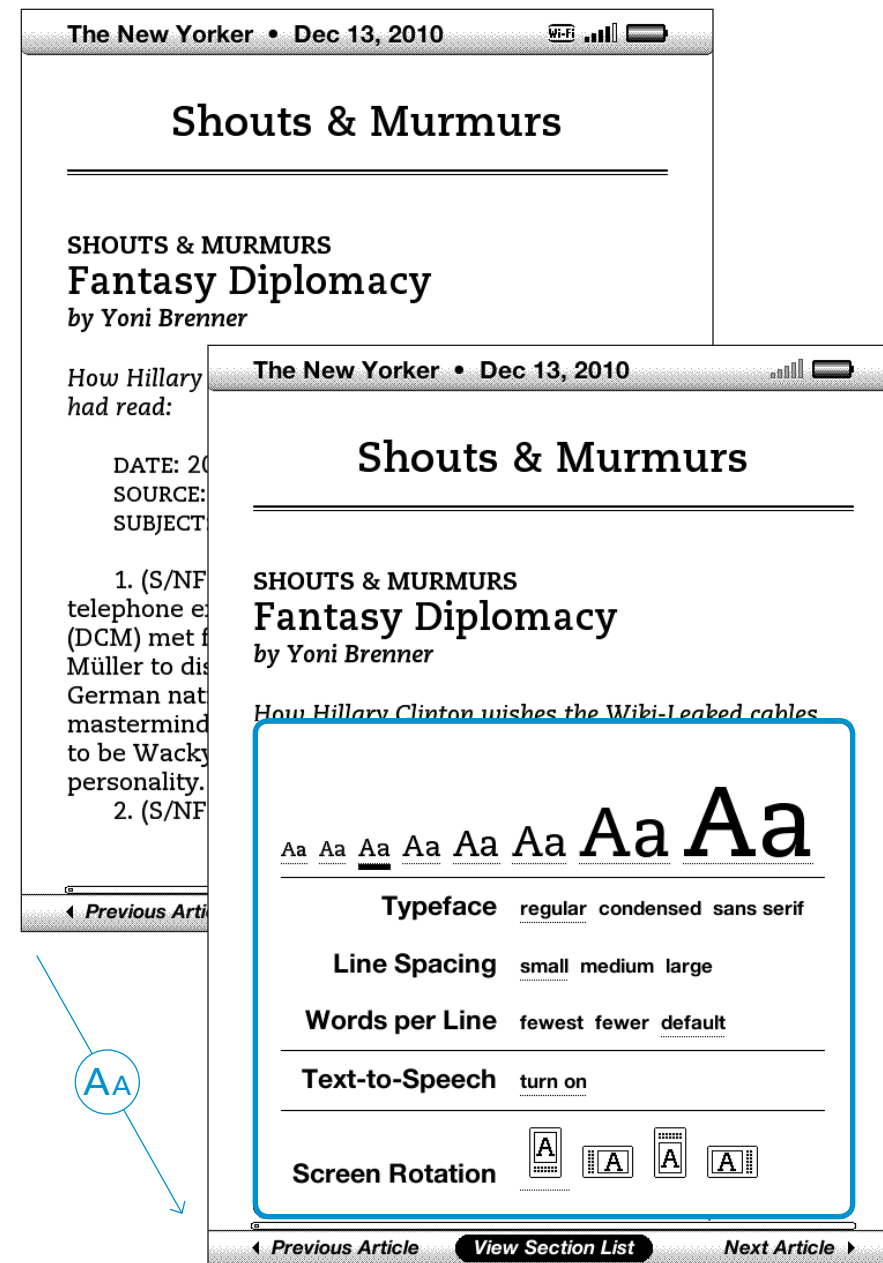 The New Yorker • Dec 13, 2010 Wi-Fi
Shouts & Murmurs
SHOUTS & MURMURS
Fantasy Diplomacy
by Yoni Brenner
How Hillary
had read:
DATE: 20
SOURCE:
SUBJECT:
1. (S/NF
telephone e
(DCM) met f
Müller to dis
German nat
mastermind
to be Wacky
personality.
2. (S/NF
Previous Arti
AA
The New Yorker • Dec 13, 2010
Shouts & Murmurs
SHOUTS & MURMURS
Fantasy Diplomacy
by Yoni Brenner
How Hillary Clinton wishes the Wiki-Leaked cables
Aa Aa Aa Aa Aa Aa Aa Aa
Typeface regular condensed sans serif
Line Spacing small medium large
Words per Line fewest fewer default
Text-to-Speech turn on
Screen Rotation A A A A
Previous Article View Section List Next Article